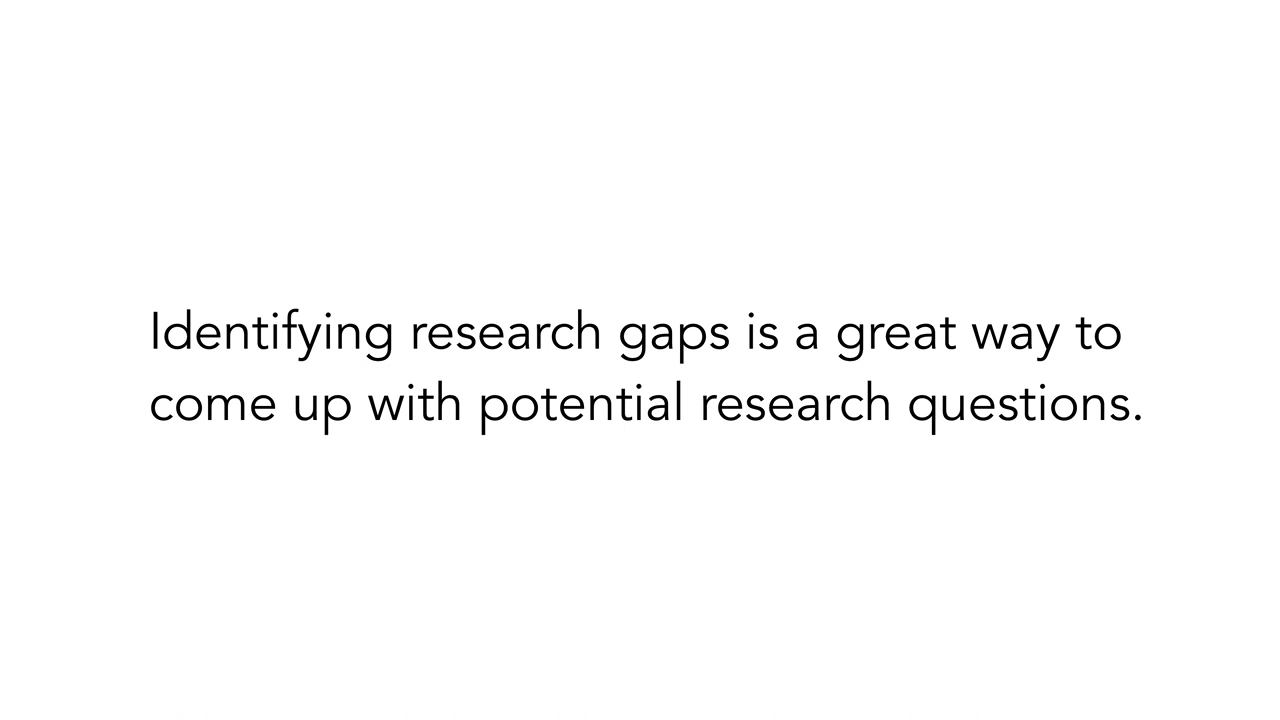 Identifying research gaps is a great way to
come up with potential research questions.